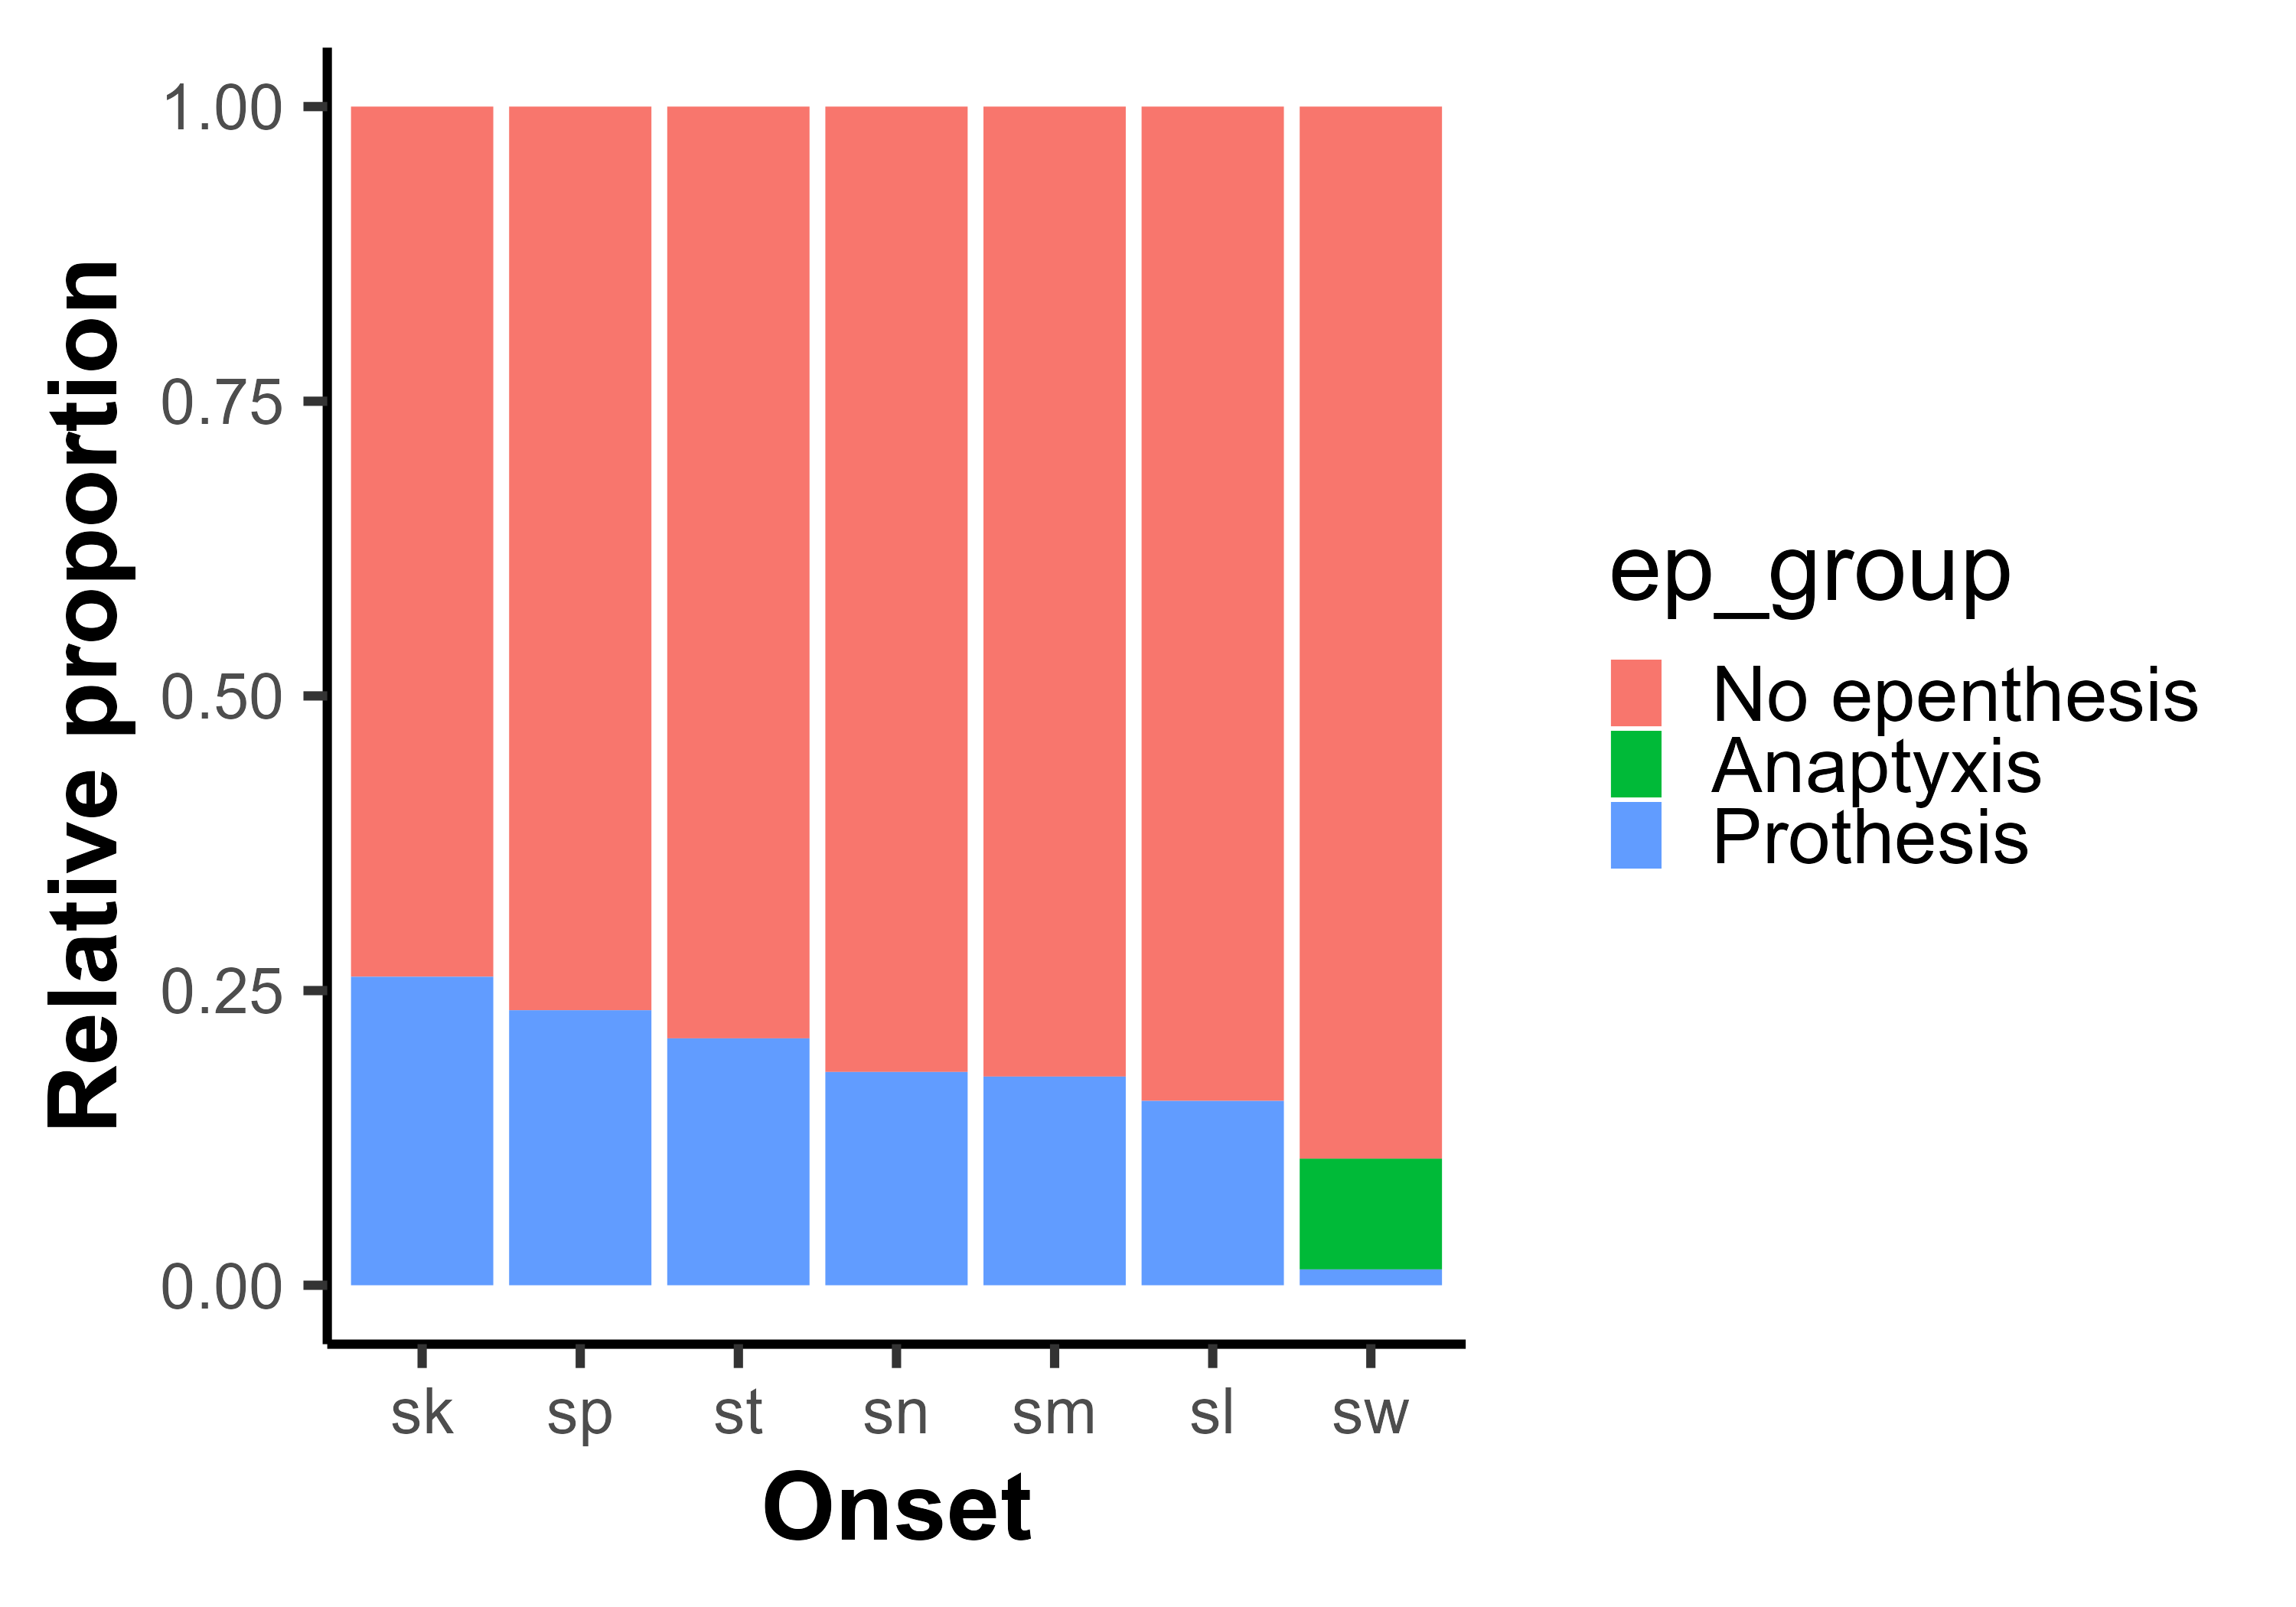 Relative proportion
1.00
0.75
0.50
0.25
0.00
sk sp st sn sm sl sw
Onset
ep_group
No epenthesis
Anaptyxis
Prothesis